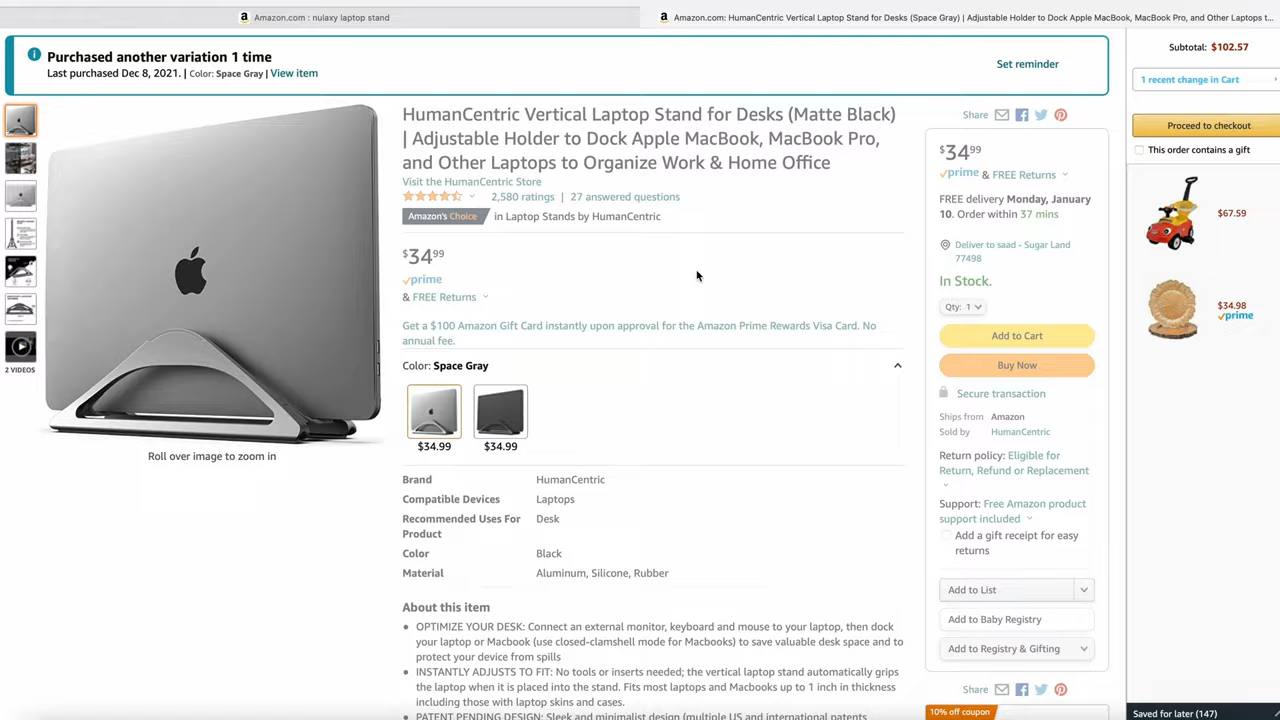 Amazon.com : nulaxy laptop stand
Amazon.com: HumanCentric Vertical Laptop Stand for Desks (Space Gray) | Adjustable Holder to Dock Apple MacBook, MacBook Pro, and Other Laptops t...
Purchased another variation 1 time
Last purchased Dec 8, 2021. | Color: Space Gray | View item
Set reminder
2 VIDEOS
Roll over image to zoom in
HumanCentric Vertical Laptop Stand for Desks (Matte Black)
| Adjustable Holder to Dock Apple MacBook, MacBook Pro,
and Other Laptops to Organize Work & Home Office
Visit the HumanCentric Store
2,580 ratings | 27 answered questions
Amazon's Choice in Laptop Stands by HumanCentric
$34 99
prime
& FREE Returns
Get a $100 Amazon Gift Card instantly upon approval for the Amazon Prime Rewards Visa Card. No
annual fee.
Color: Space Gray
$34.99 $34.99
Brand HumanCentric
Compatible Devices Laptops
Recommended Uses For Desk
Product
Color Black
Material Aluminum, Silicone, Rubber
About this item
• OPTIMIZE YOUR DESK: Connect an external monitor, keyboard and mouse to your laptop, then dock
your laptop or Macbook (use closed-clamshell mode for Macbooks) to save valuable desk space and to
protect your device from spills
• INSTANTLY ADJUSTS TO FIT: No tools or inserts needed; the vertical laptop stand automatically grips
the laptop when it is placed into the stand. Fits most laptops and Macbooks up to 1 inch in thickness
including those with laptop skins and cases.
• PATENT PENDING DESIGN: Sleek and minimalist design (multiple US and international patents
Share
$34 99
prime & FREE Returns
FREE delivery Monday, January
10. Order within 37 mins
Deliver to saad - Sugar Land
77498
In Stock.
Qty: 1
Add to Cart
Buy Now
Secure transaction
Ships from Amazon
Sold by HumanCentric
Return policy: Eligible for
Return, Refund or Replacement
Support: Free Amazon product
support included
Add a gift receipt for easy
returns
Add to List
Add to Baby Registry
Add to Registry & Gifting
Share
10% off coupon
Subtotal: $102.57
1 recent change in Cart
Proceed to checkout
This order contains a gift
$67.59
$34.98
prime
Saved for later (147)